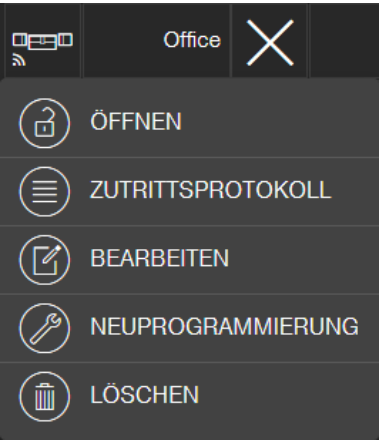 Office
ÖFFNEN
ZUTRITTSPROTOKOLL
BEARBEITEN
NEUPROGRAMMIERUNG
LÖSCHEN